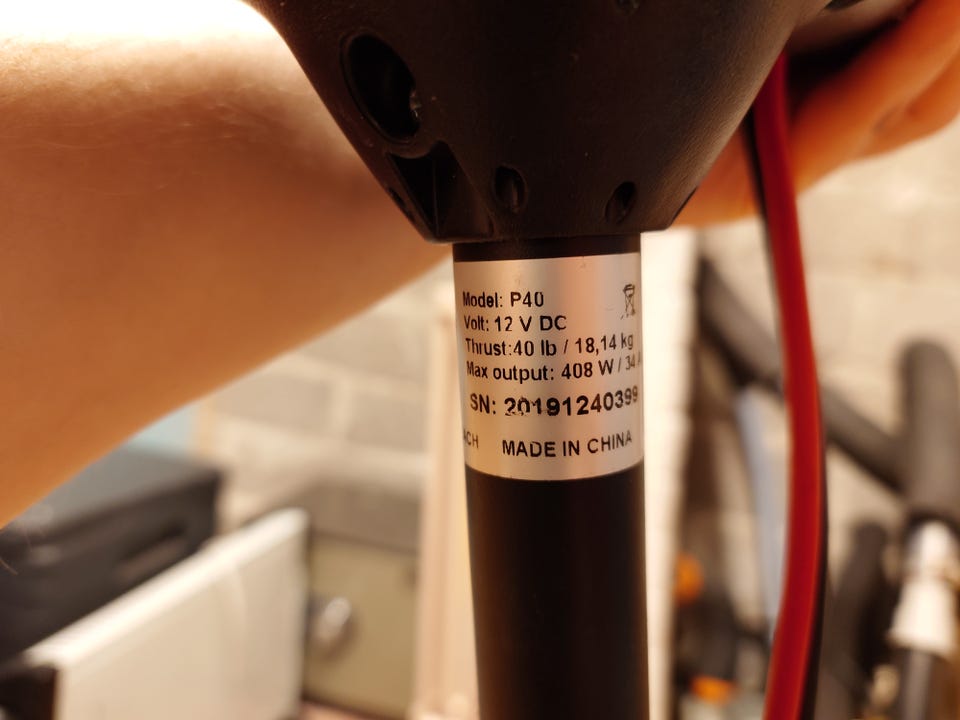 Model: P40
Volt: 12 V DC
Thrust:40 lb / 18,14 kg
Max output: 408 W / 34
SN: 20191240399
MADE IN CHINA